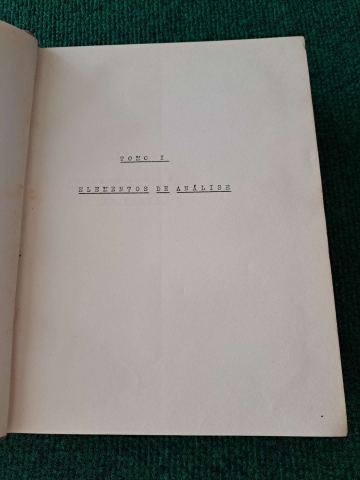 TOMO I
ELEMENTOS DE ANÁLISE